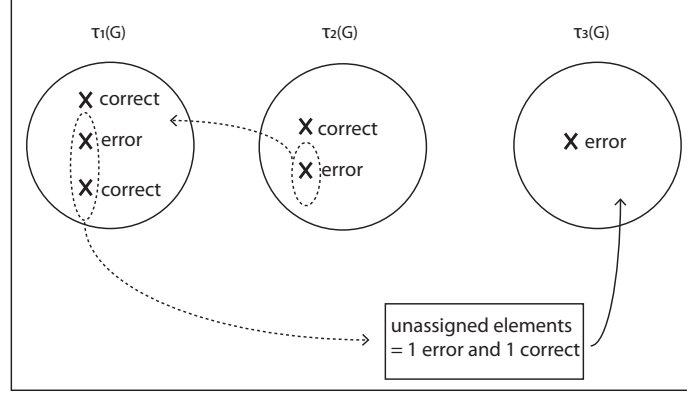 τ1(G)
τ2(G)
τ3(G)
correct
error
correct
correct
error
error
unassigned elements
= 1 error and 1 correct